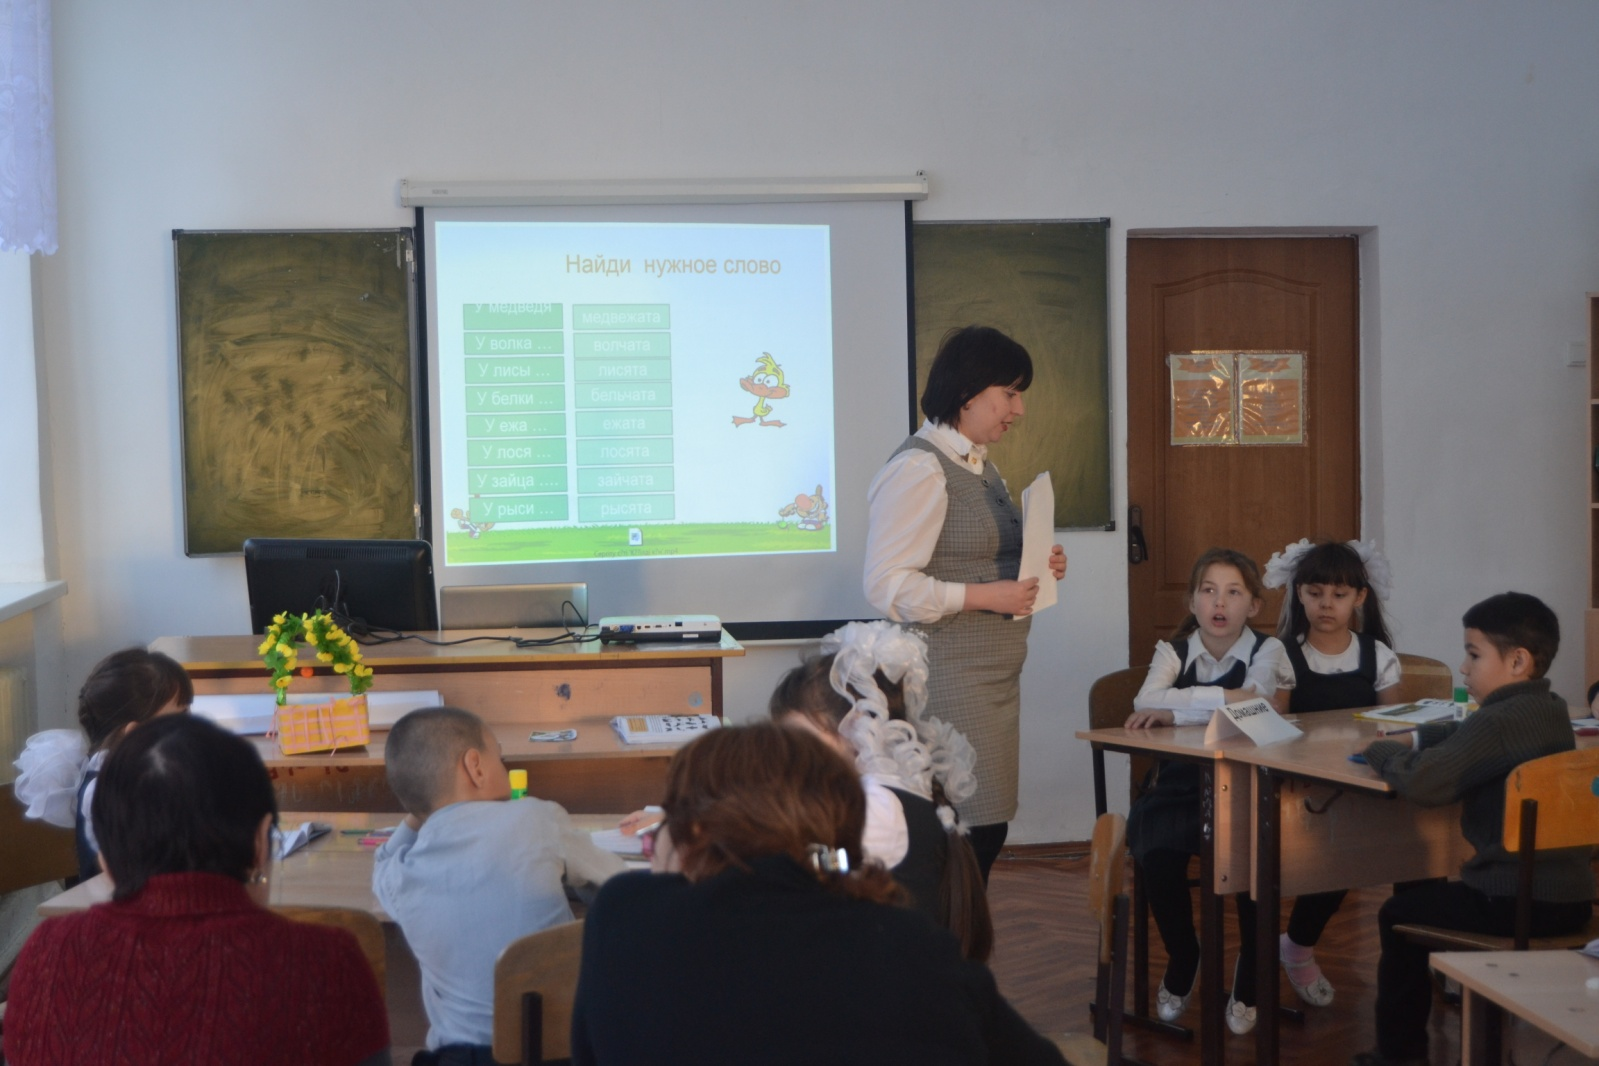 Найди нужное слово
У медведя
медвежата
У волка ...
волчата
У лисы ...
лисята
У белки ...
бельчата
У ежа ...
ежата
У лося ...
лосята
У зайца ....
зайчата
У рыси ...
рысята
Домашние